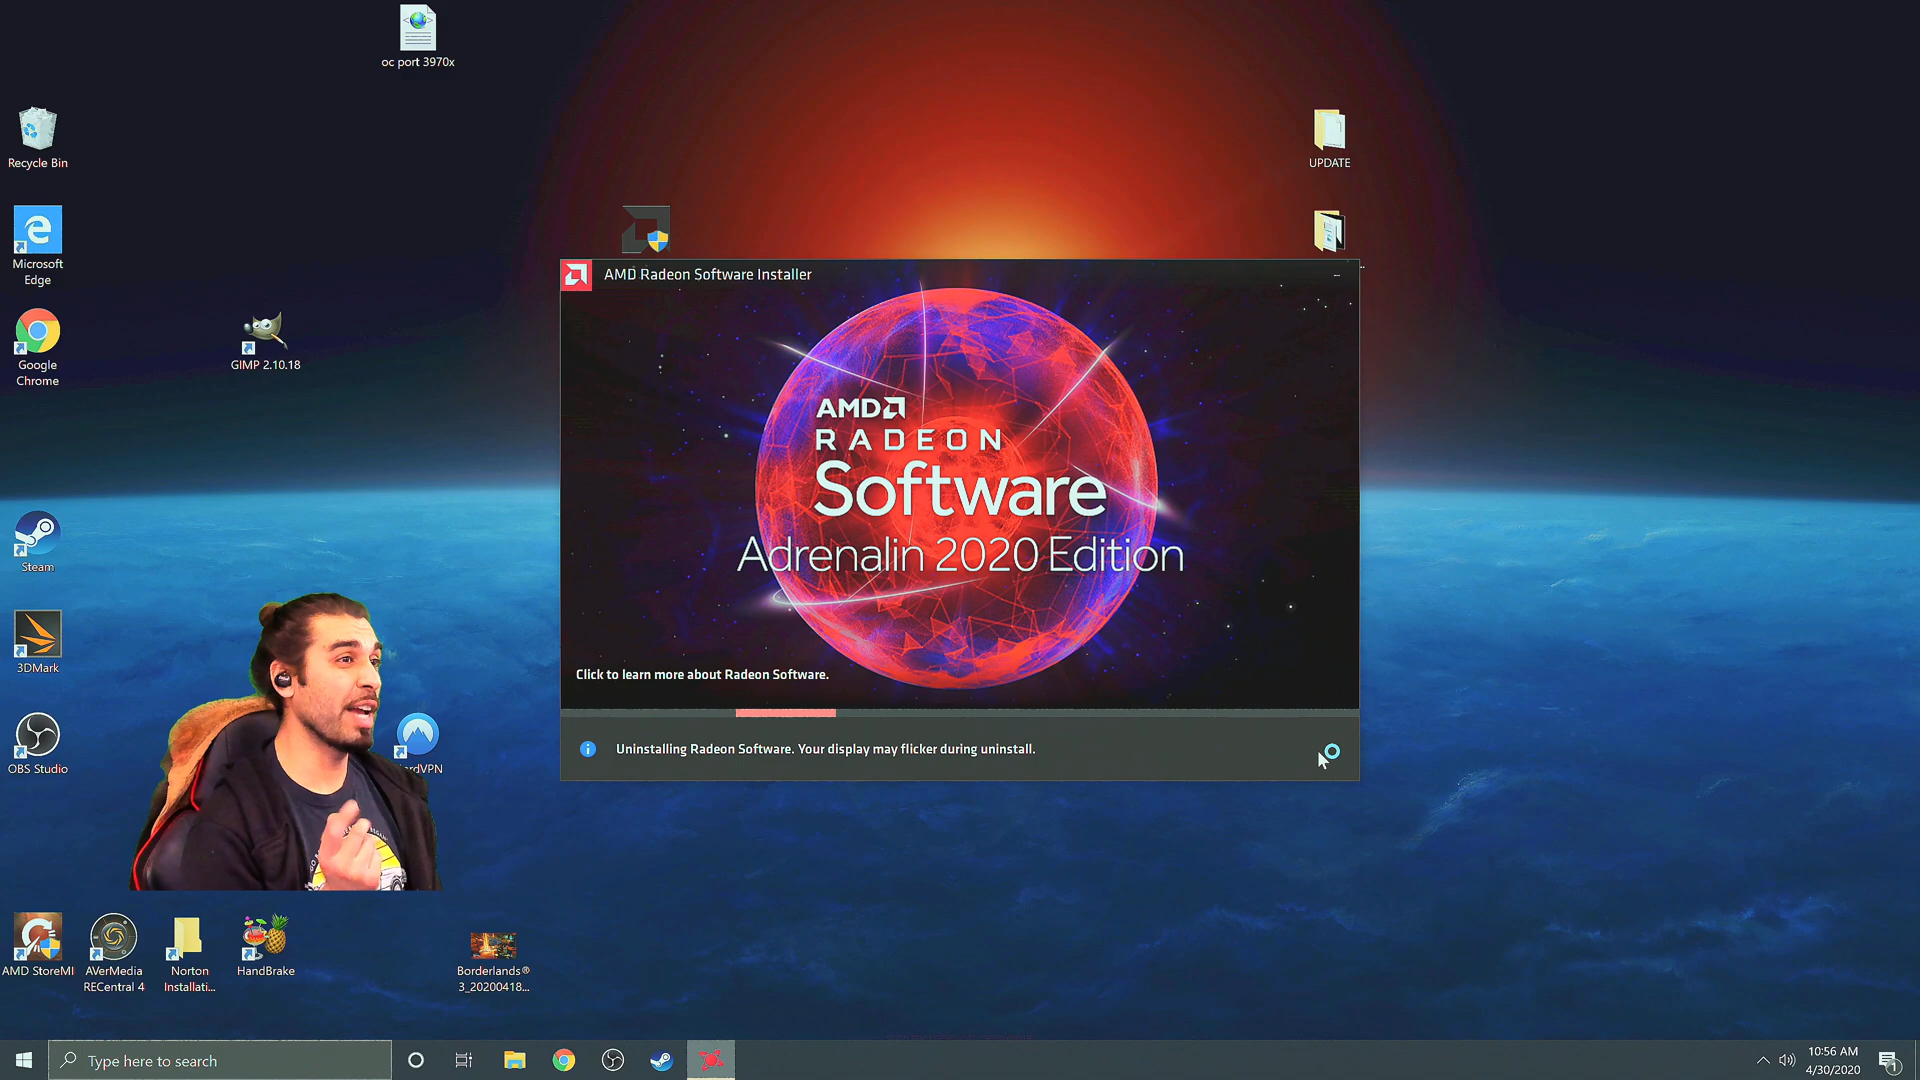 oc port 3970x
Recycle Bin
UPDATE
Microsoft
Edge
AMD Radeon Software Installer
Google
Chrome
GIMP 2.10.18
AMD
RADEON
Software
Adrenalin 2020 Edition
Steam
3DMark
Click to learn more about Radeon Software.
Uninstalling Radeon Software. Your display may flicker during uninstall.
OBS Studio
rdVPN
AMD StoreMI
AVerMedia
RECentral 4
Norton
Installati...
HandBrake
Borderlands®
3_20200418...
Type here to search
10:56 AM
4/30/2020
1